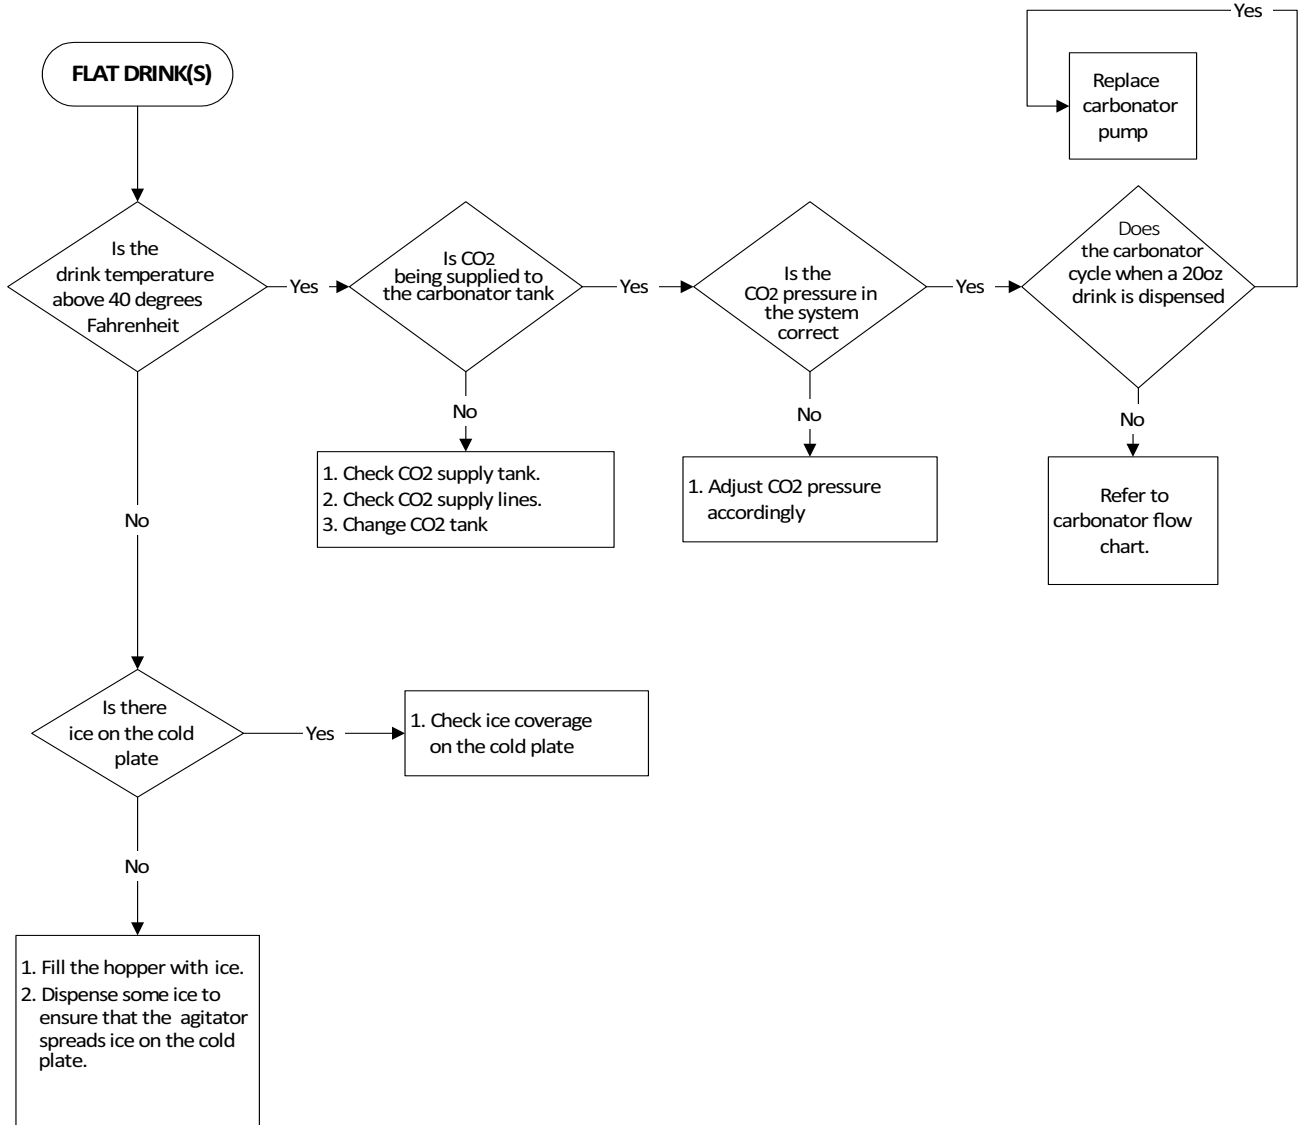 FLAT DRINK(S)
Is the
drink temperature
above 40 degrees
Fahrenheit
Yes
Is CO2
being supplied to
the carbonator tank
Yes
Is the
CO2 pressure in
the system
correct
Yes
Does
the carbonator
cycle when a 20oz
drink is dispensed
Yes
Replace
carbonator
pump
No
1. Check CO2 supply tank.
2. Check CO2 supply lines.
3. Change CO2 tank
No
1. Adjust CO2 pressure
accordingly
No
Refer to
carbonator flow
chart.
No
Is there
ice on the cold
plate
Yes
1. Check ice coverage
on the cold plate
No
1. Fill the hopper with ice.
2. Dispense some ice to
ensure that the agitator
spreads ice on the cold
plate.